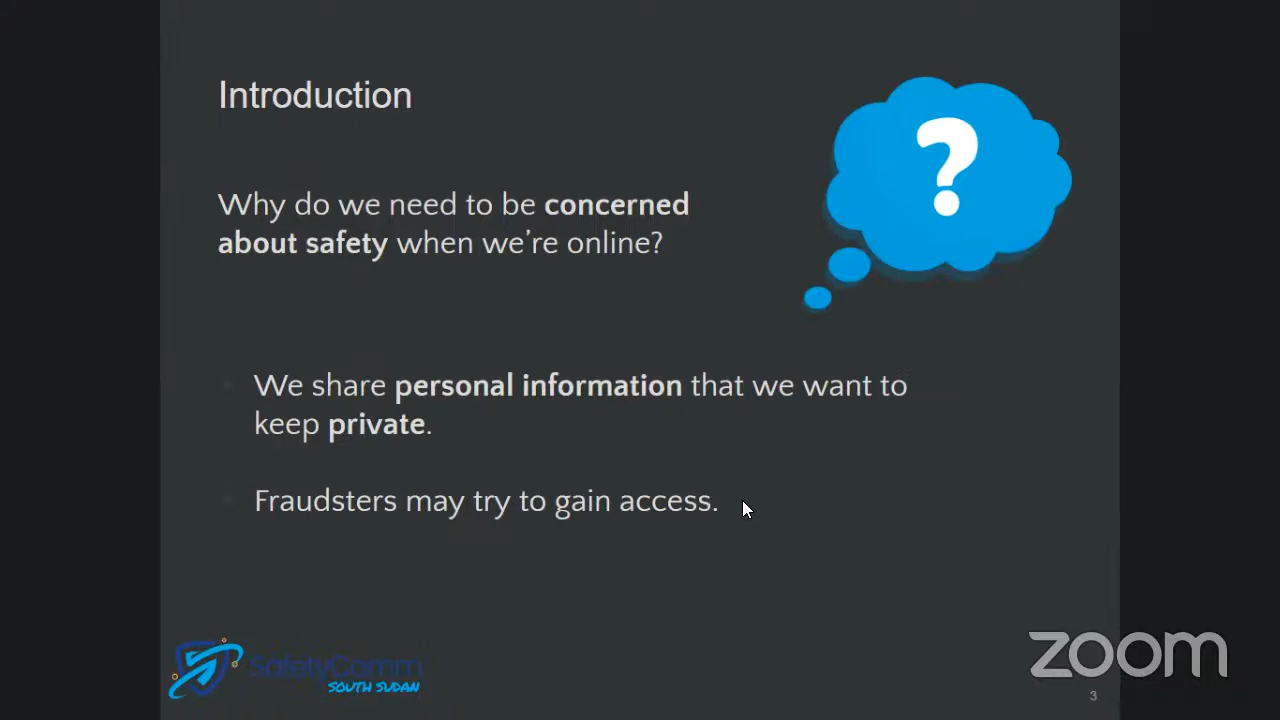 Introduction
?
Why do we need to be concerned
about safety when we're online?
We share personal information that we want to
keep private.
Fraudsters may try to gain access.
SafetyComm
SOUTH SUDAN
zoom
3